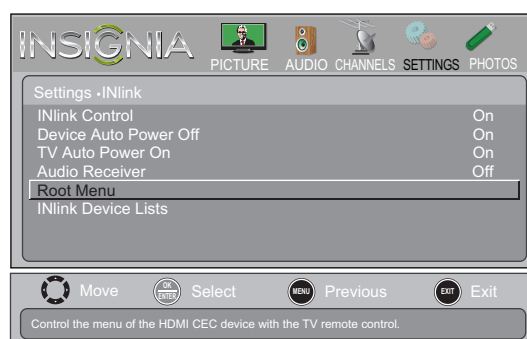 INSIGNIA
PICTURE AUDIO CHANNELS SETTINGS PHOTOS
Settings •INlink
INlink Control On
Device Auto Power Off On
TV Auto Power On On
Audio Receiver Off
Root Menu
INlink Device Lists
Move OK ENTER Select MENU Previous EXIT Exit
Control the menu of the HDMI CEC device with the TV remote control.